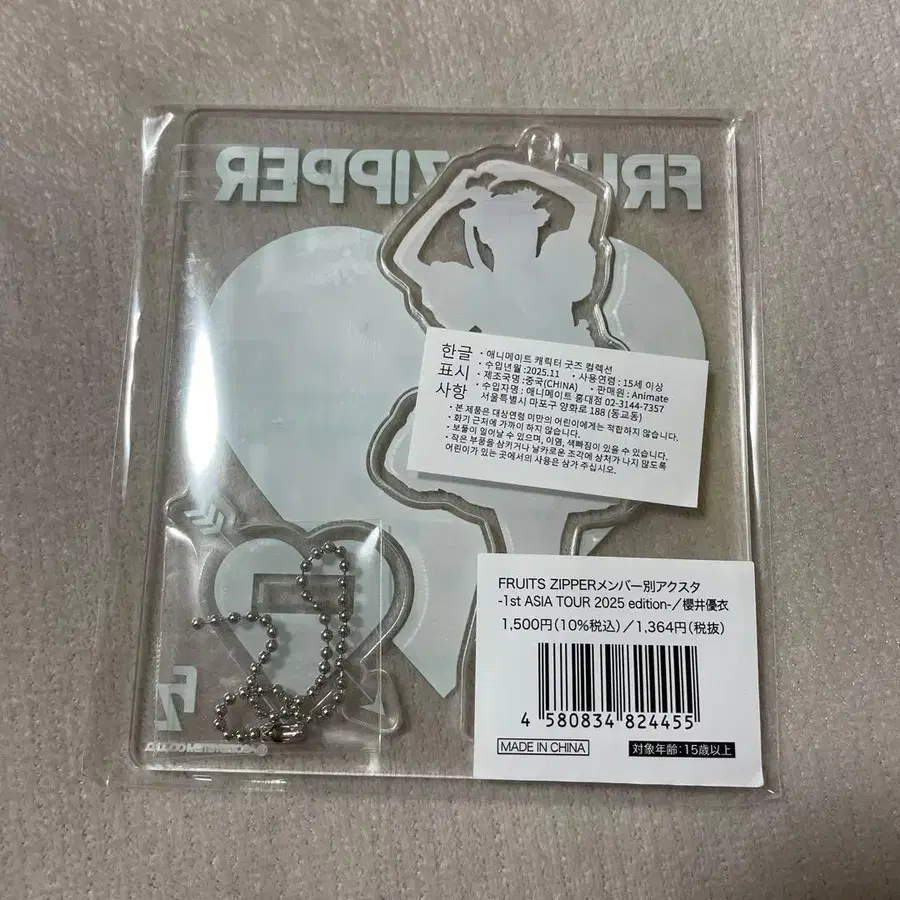 FRUITS ZIPPER
한글
표시
사항
· 애니메이트 캐릭터 굿즈 컬렉션
· 수입년월 :2025.11 · 사용연령 : 15세 이상
· 제조국명 :중국(CHINA) · 판매원 : Animate
· 수입자명 : 애니메이트 홍대점 02-3144-7357
서울특별시 마포구 양화로 188 (동교동)
· 본 제품은 대상연령 미만의 어린이에게는 적합하지 않습니다.
· 화기 근처에 가까이 하지 않습니다.
· 보풀이 일어날 수 있으며, 이염, 색빠짐이 있을 수 있습니다.
· 작은 부품을 삼키거나 날카로운 조각에 상처가 나지 않도록
어린이가 있는 곳에서의 사용은 삼가 주십시오.
FRUITS ZIPPERメンバー別アクスタ
-1st ASIA TOUR 2025 edition-/櫻井優衣
1,500円(10%税込)/1,364円(税抜)
4 580834 824455
MADE IN CHINA
対象年齢:15歳以上